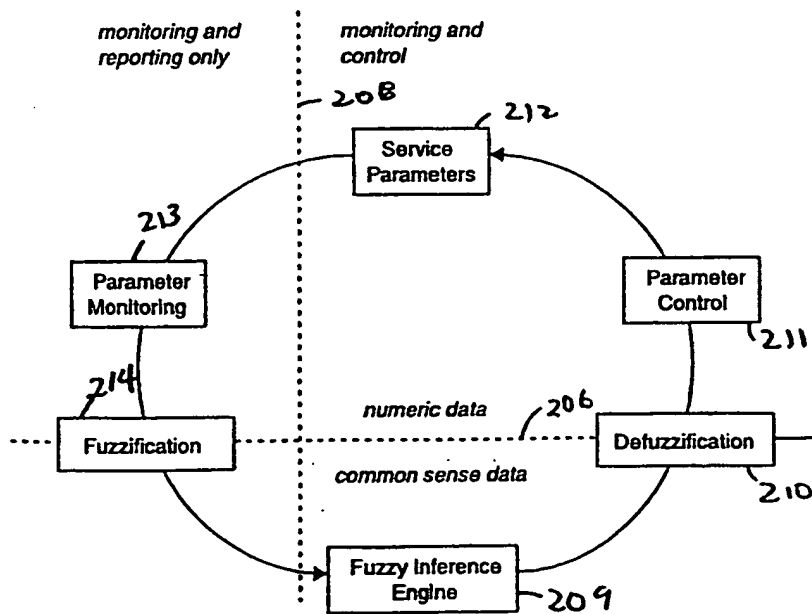 monitoring and
reporting only
monitoring and
control
208
212
Service
Parameters
213
Parameter
Monitoring
Parameter
Control
211
214
numeric data
206
Fuzzification
Defuzzification
common sense data
210
Fuzzy Inference
Engine
209